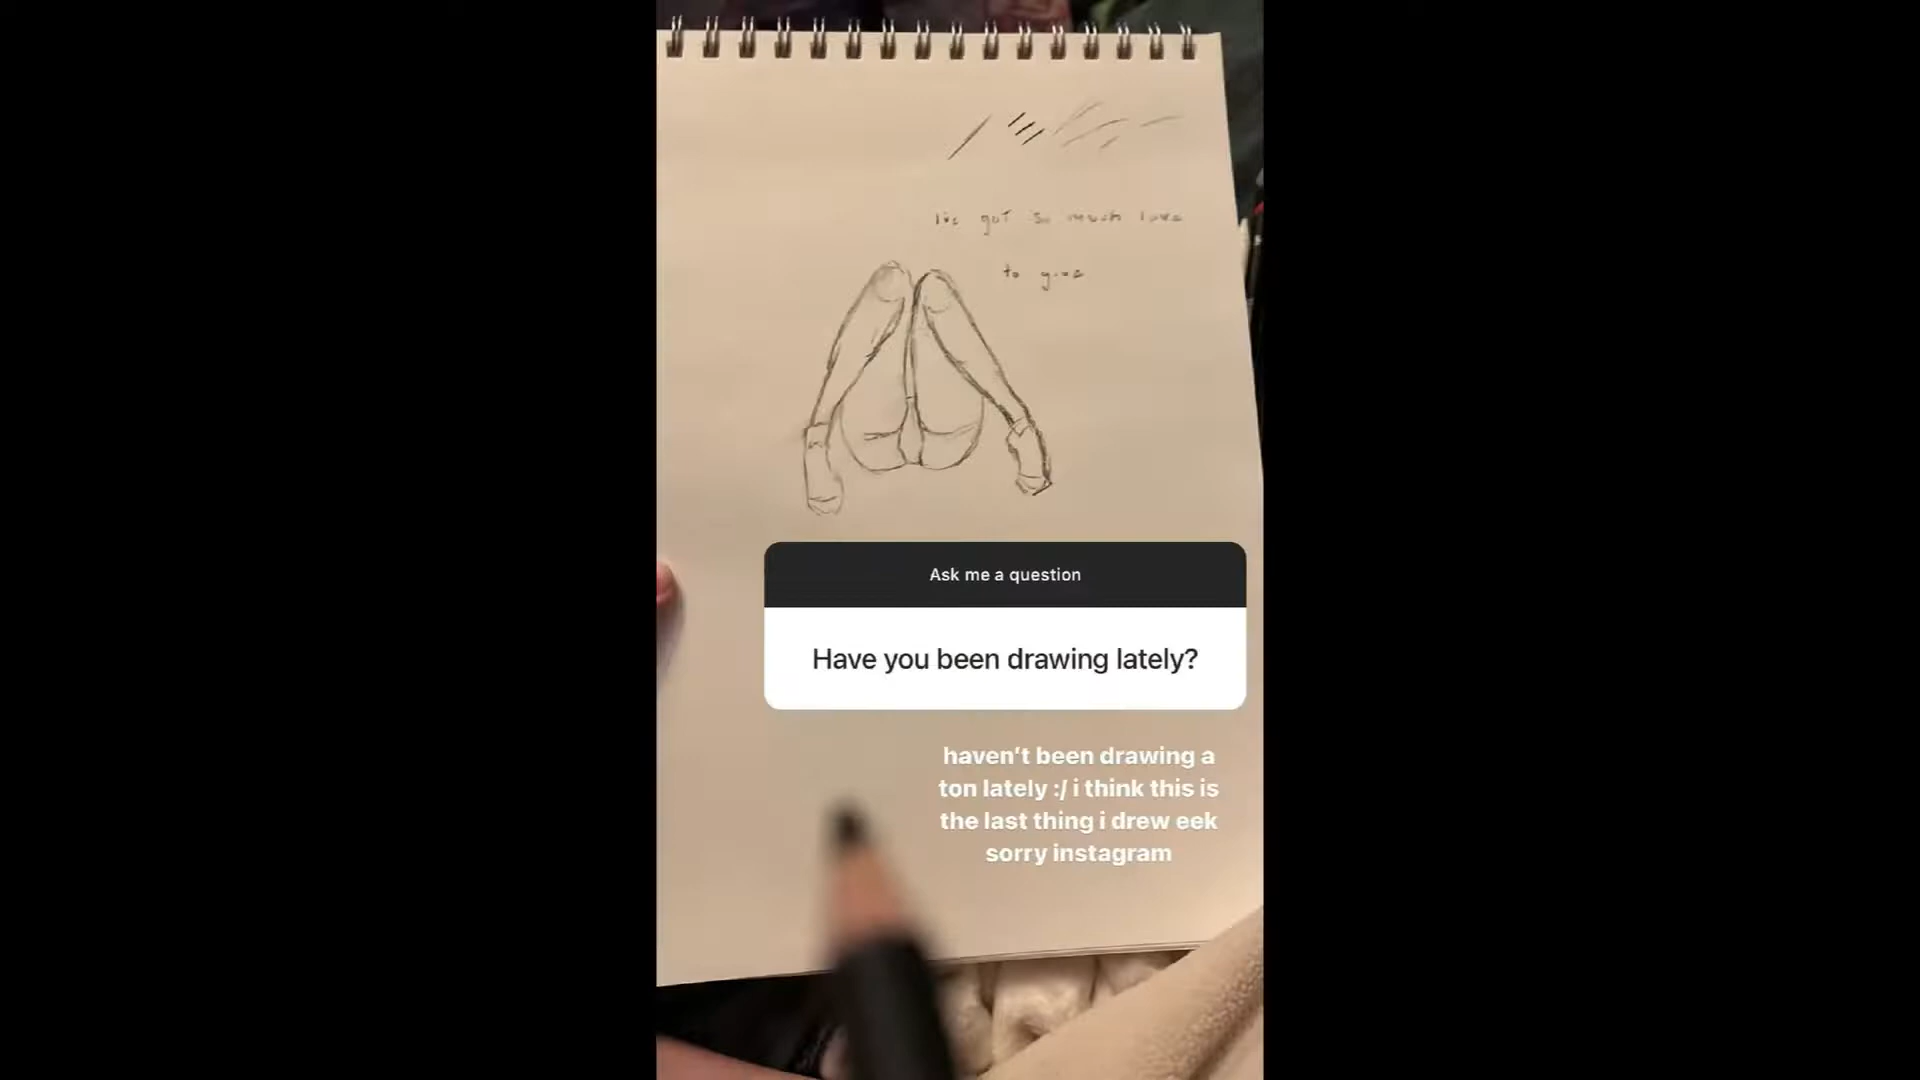 I've got so much love
to give
Ask me a question
Have you been drawing lately?
haven't been drawing a
ton lately :/ i think this is
the last thing i drew eek
sorry instagram